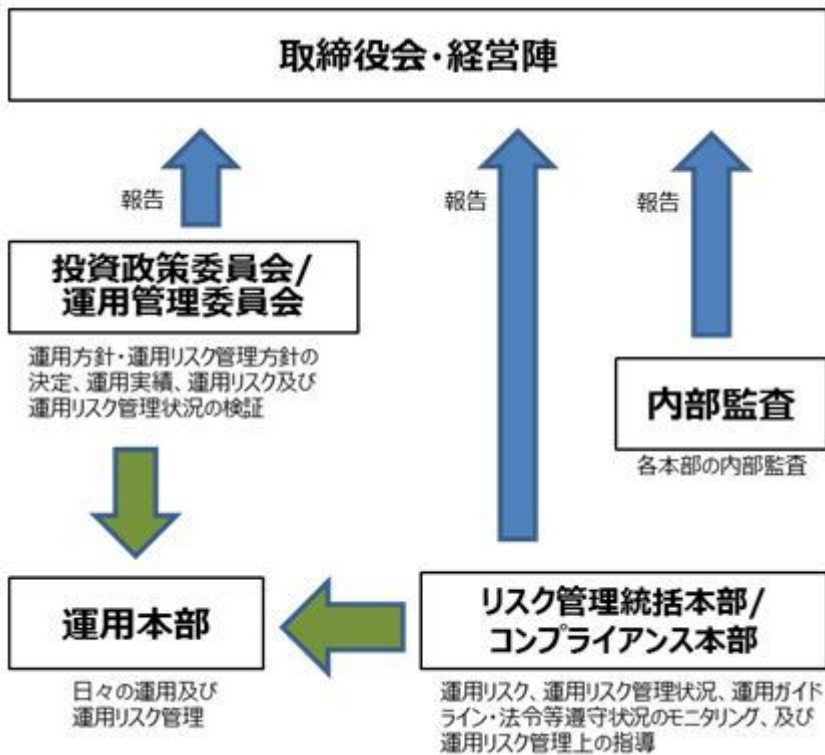 取締役会・経営陣
報告
報告
報告
投資政策委員会/
運用管理委員会
運用方針・運用リスク管理方針の
決定、運用実績、運用リスク及び
運用リスク管理状況の検証
内部監査
各本部の内部監査
運用本部
日々の運用及び
運用リスク管理
リスク管理統括本部/
コンプライアンス本部
運用リスク、運用リスク管理状況、運用ガイド
ライン・法令等遵守状況のモニタリング、及び
運用リスク管理上の指導